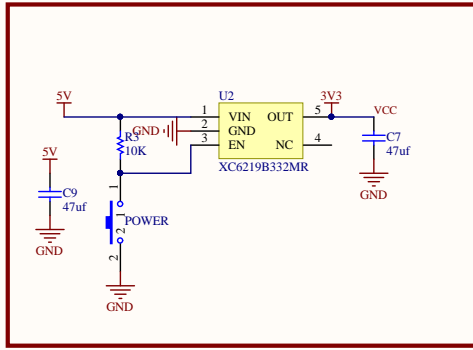 U2
5V
3V3
1
VIN
OUT
5
VCC
GND
2
GND
R3
10K
3
EN
NC
4
C7
47uf
XC6219B332MR
5V
GND
C9
47uf
GND
1
1
POWER
2
2
GND